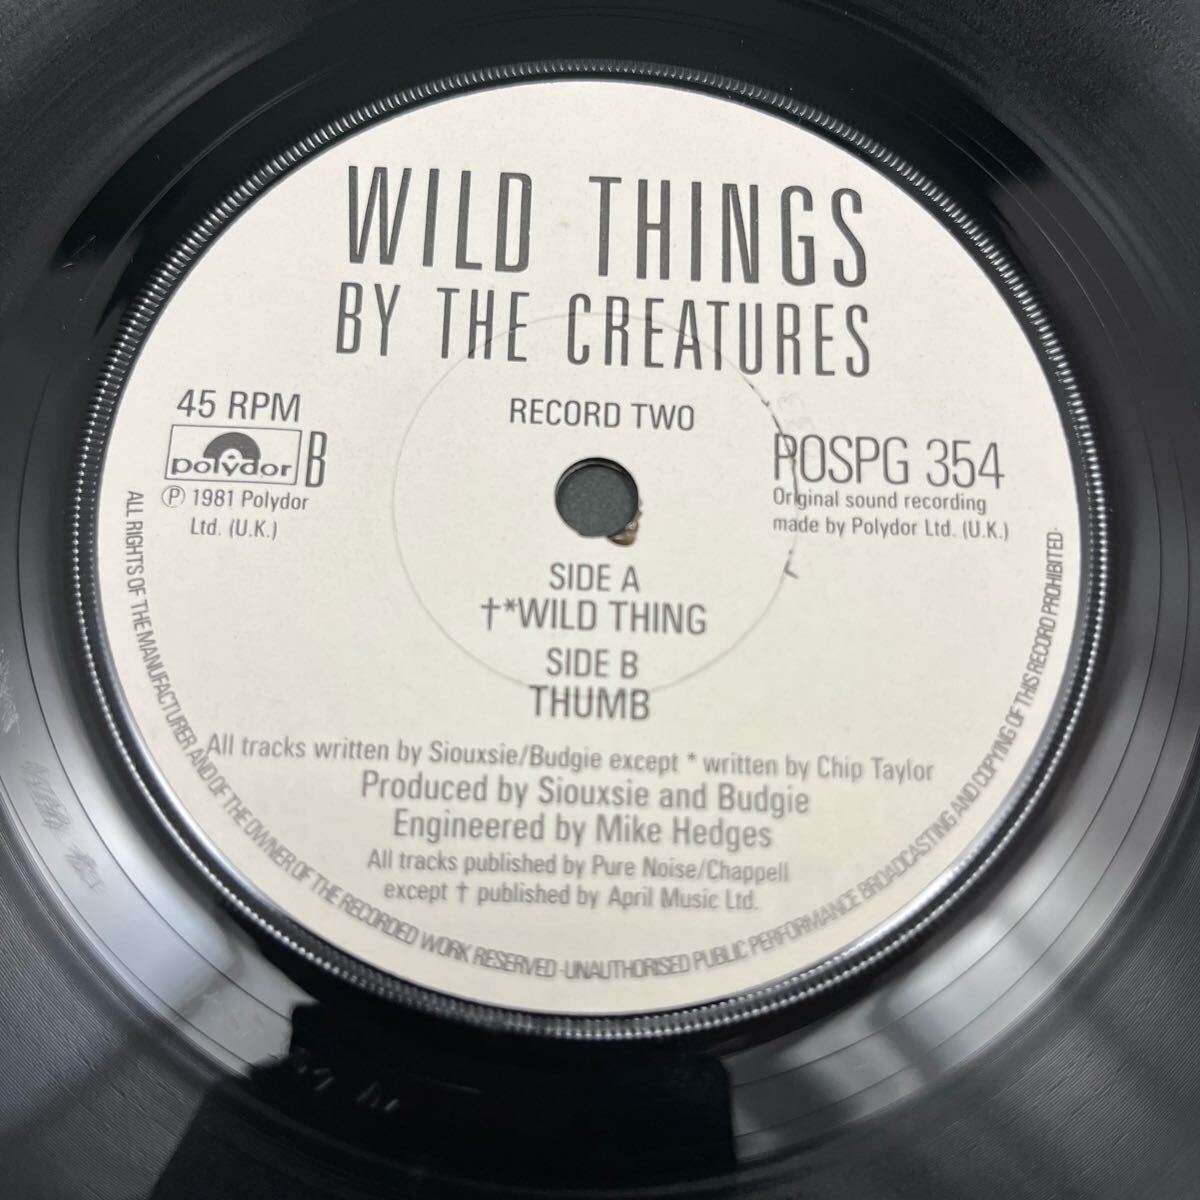 WILD THINGS
BY THE CREATURES
45 RPM
RECORD TWO
polydor B
POSPG 354
℗ 1981 Polydor
Ltd. (U.K.)
Original sound recording
made by Polydor Ltd. (U.K.)
SIDE A
†*WILD THING
SIDE B
THUMB
All tracks written by Siouxsie/Budgie except * written by Chip Taylor
Produced by Siouxsie and Budgie
Engineered by Mike Hedges
All tracks published by Pure Noise/Chappell
except † published by April Music Ltd.
ALL RIGHTS OF THE MANUFACTURER AND OF THE OWNER OF THE RECORDED WORK RESERVED·UNAUTHORISED PUBLIC PERFORMANCE BROADCASTING AND COPYING OF THIS RECORD PROHIBITED·